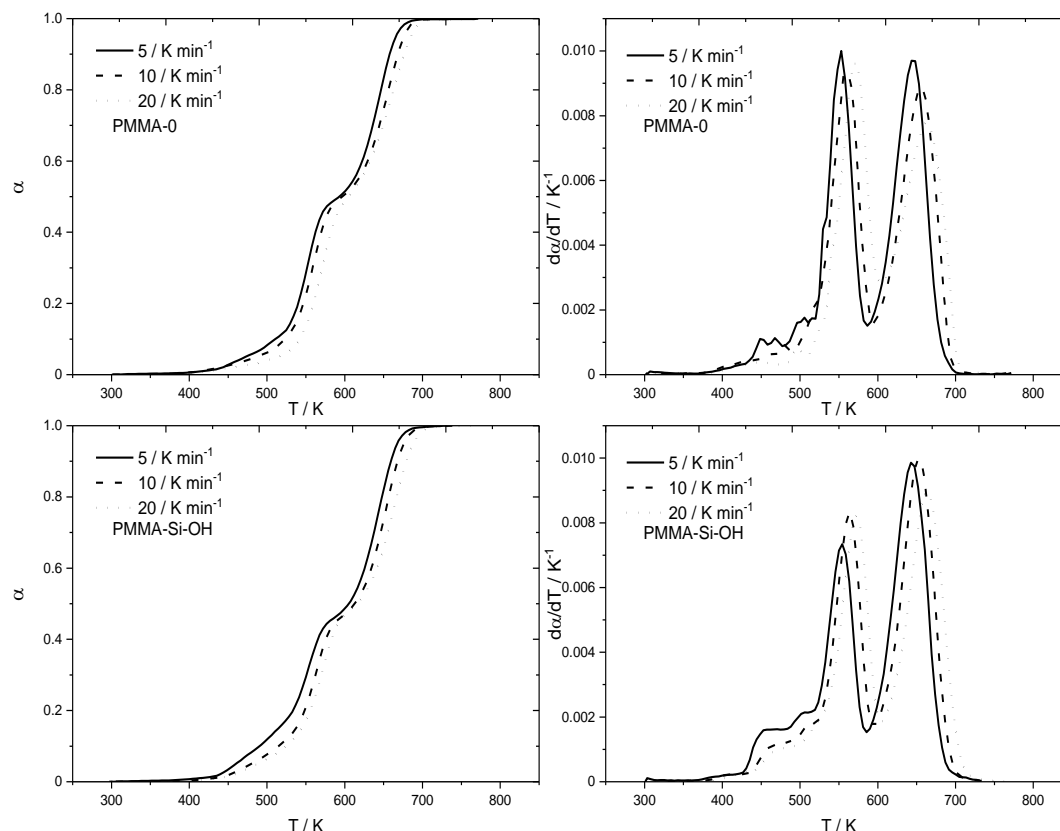 1.0
0.8
0.6
0.4
0.2
0.0
α
5 / K min⁻¹
10 / K min⁻¹
20 / K min⁻¹
PMMA-0
300 400 500 600 700 800
T / K
0.010
0.008
0.006
0.004
0.002
0.000
dα/dT / K⁻¹
5 / K min⁻¹
10 / K min⁻¹
20 / K min⁻¹
PMMA-0
300 400 500 600 700 800
T / K
1.0
0.8
0.6
0.4
0.2
0.0
α
5 / K min⁻¹
10 / K min⁻¹
20 / K min⁻¹
PMMA-Si-OH
300 400 500 600 700 800
T / K
0.010
0.008
0.006
0.004
0.002
0.000
dα/dT / K⁻¹
5 / K min⁻¹
10 / K min⁻¹
20 / K min⁻¹
PMMA-Si-OH
300 400 500 600 700 800
T / K